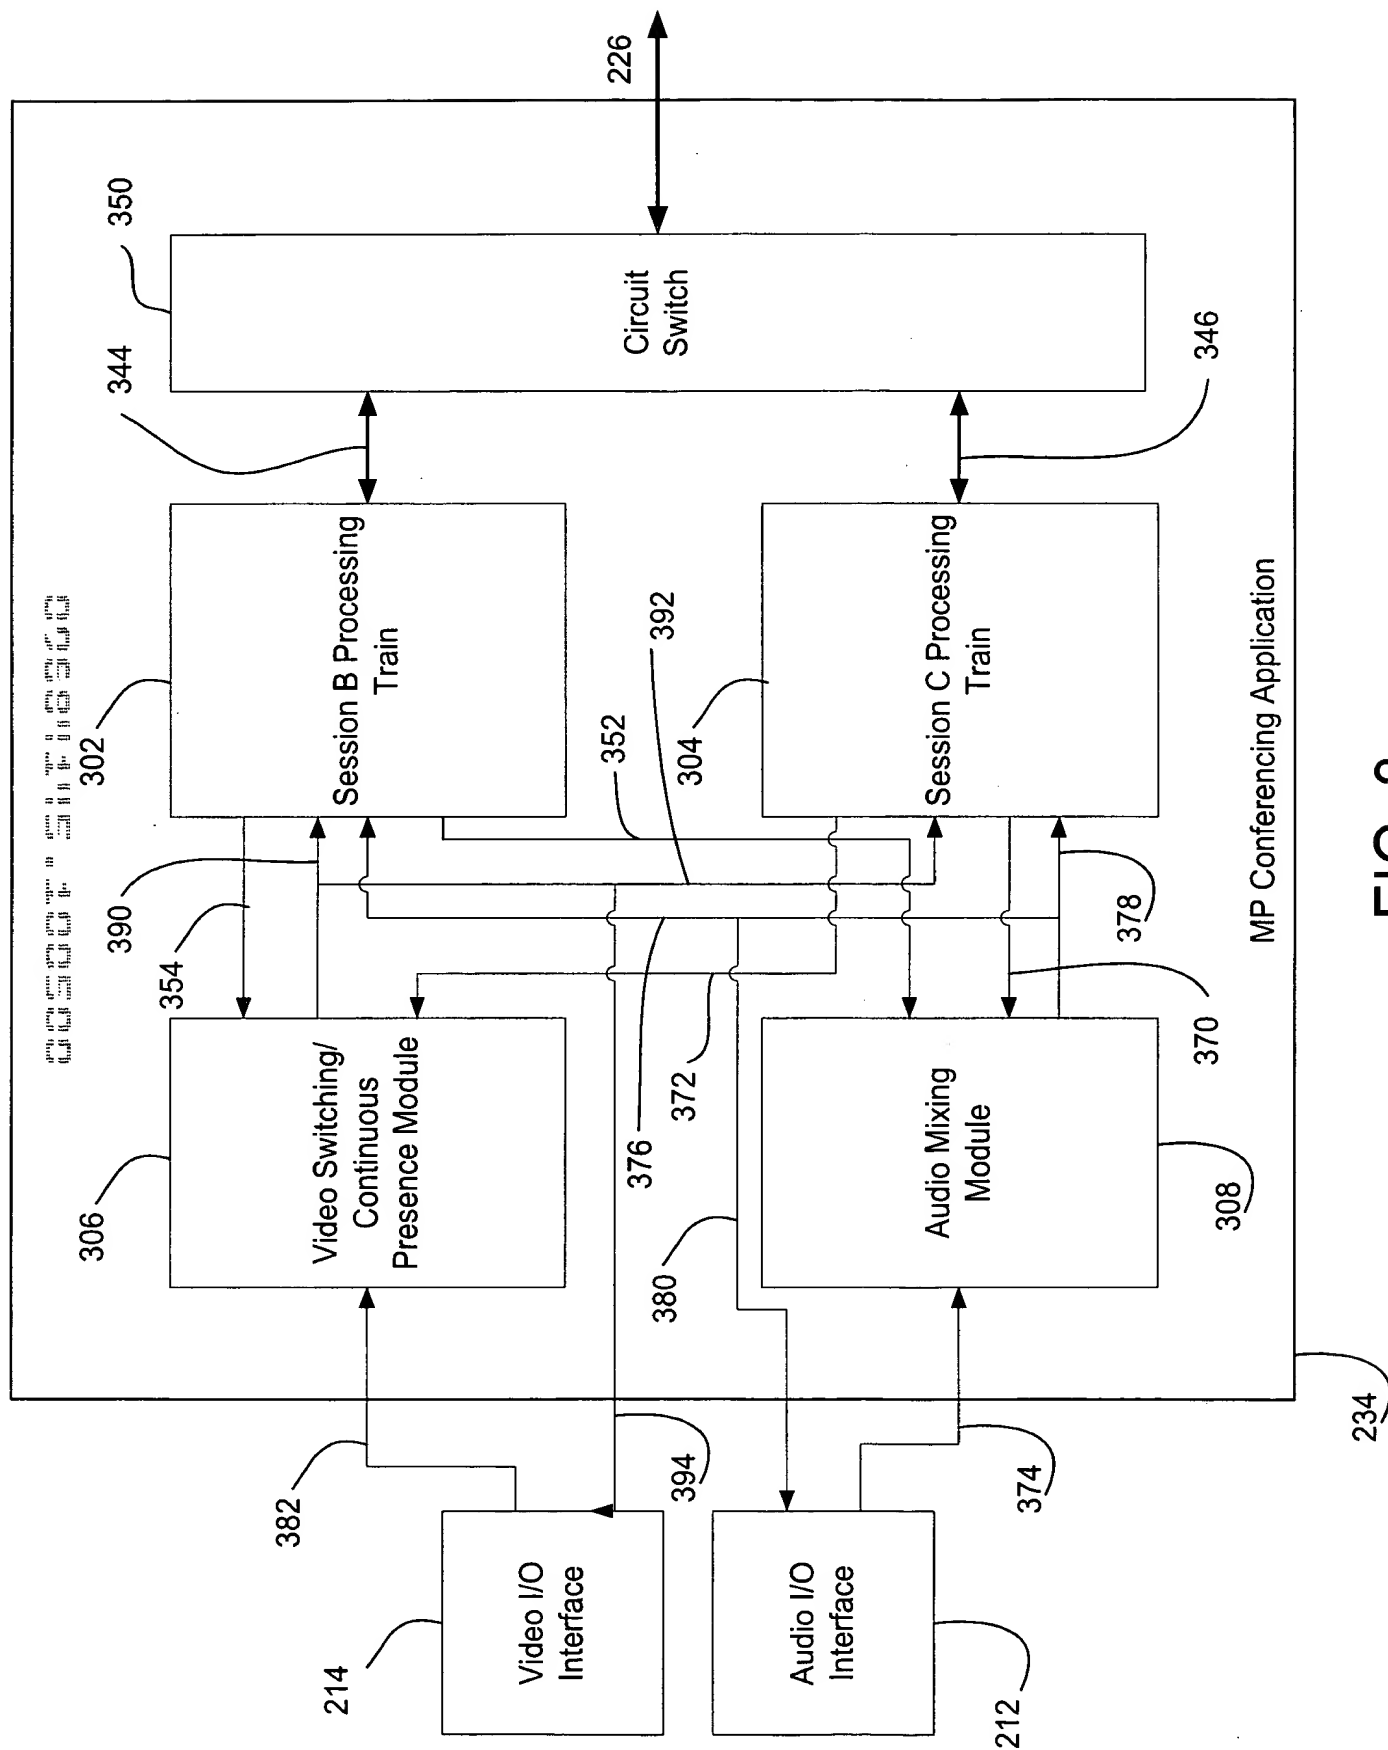 214
Video I/O
Interface
212
Audio I/O
Interface
382
394
374
234
306
Video Switching/
Continuous
Presence Module
308
Audio Mixing
Module
380
376
372
370
378
354
390
352
392
302
Session B Processing
Train
304
Session C Processing
Train
344
346
350
Circuit
Switch
226
MP Conferencing Application
FIG.